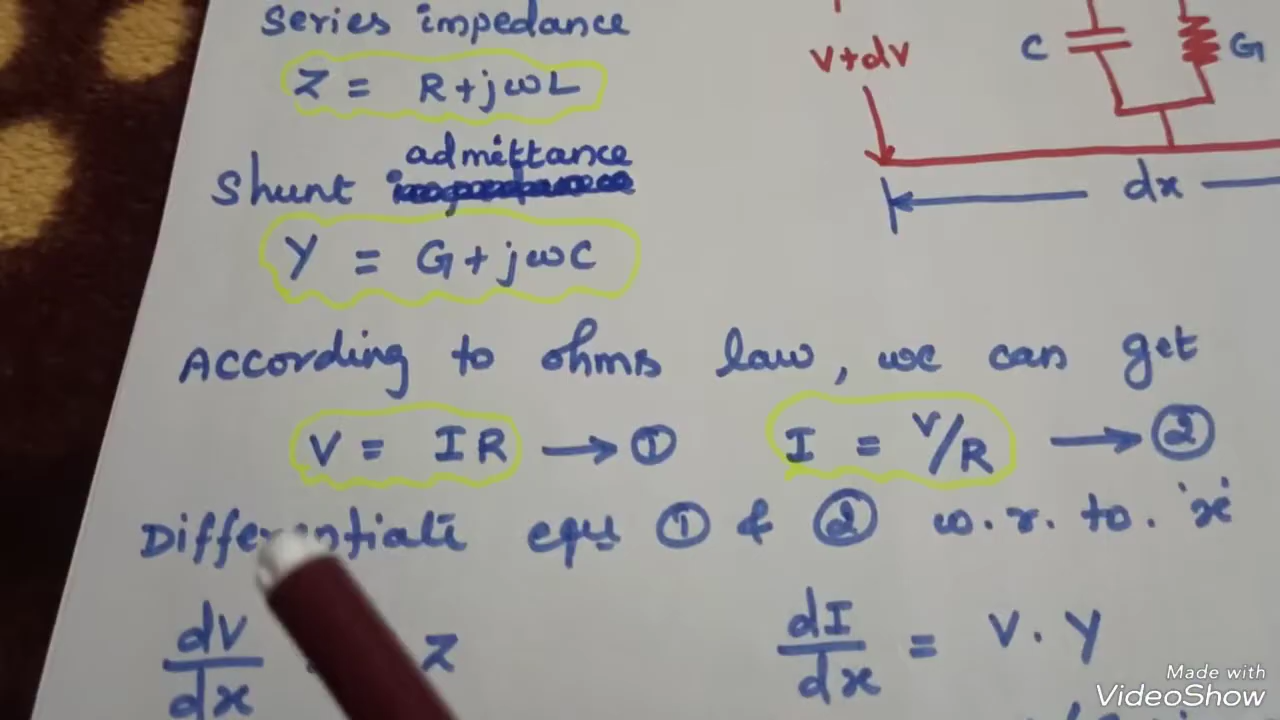 Series impedance
Z = R+jωL
admittance
Shunt
Y = G+jωC
According to ohms law, we can get
V = IR → ① I = V/R → ②
Differentiate eqns ① & ② w.r.to. 'x'
dV/dx Z
dI/dx = V.Y
C
G
V+dV
dx
Made with
VideoShow